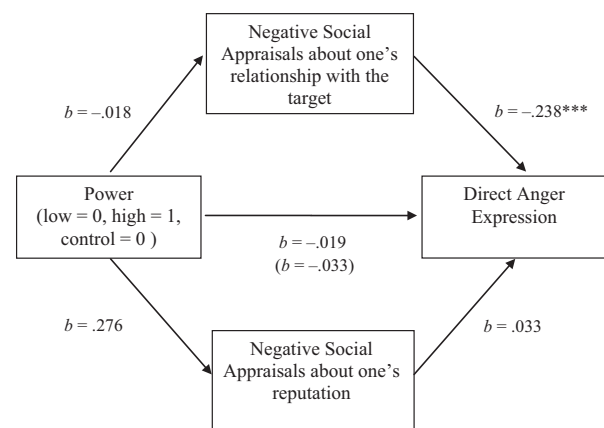 Negative Social
Appraisals about one's
relationship with the
target
b = –.018
b = –.238***
Power
(low = 0, high = 1,
control = 0 )
Direct Anger
Expression
b = –.019
(b = –.033)
b = .276
b = .033
Negative Social
Appraisals about one's
reputation